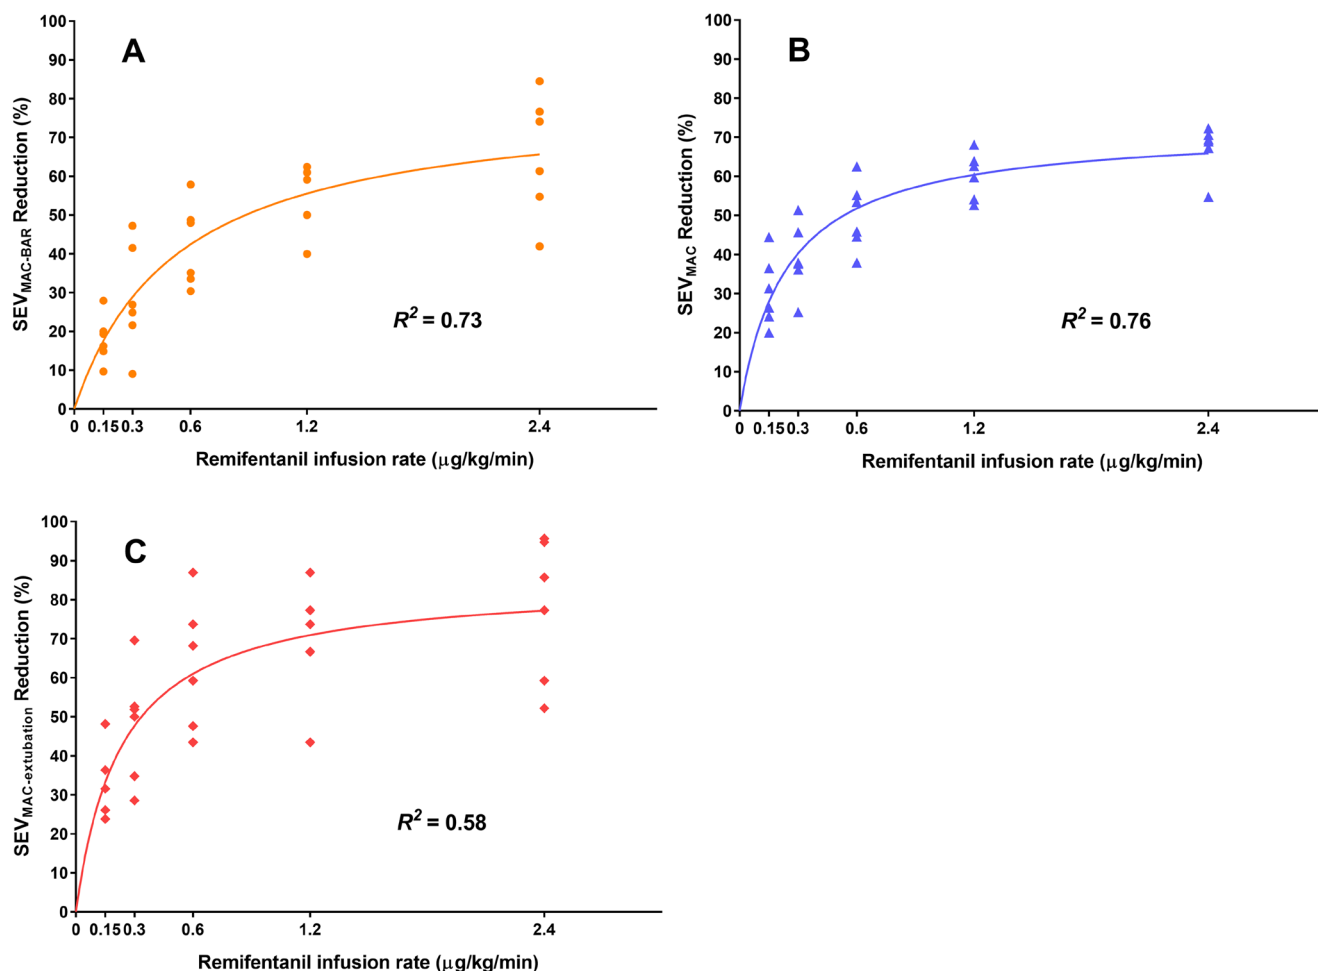 A
SEVMAC-BAR Reduction (%)
100
90
80
70
60
50
40
30
20
10
0
R² = 0.73
0 0.15 0.3 0.6 1.2 2.4
Remifentanil infusion rate (μg/kg/min)
B
SEVMAC Reduction (%)
100
90
80
70
60
50
40
30
20
10
0
R² = 0.76
0 0.15 0.3 0.6 1.2 2.4
Remifentanil infusion rate (μg/kg/min)
C
SEVMAC-extubation Reduction (%)
100
90
80
70
60
50
40
30
20
10
0
R² = 0.58
0 0.15 0.3 0.6 1.2 2.4
Remifentanil infusion rate (μg/kg/min)